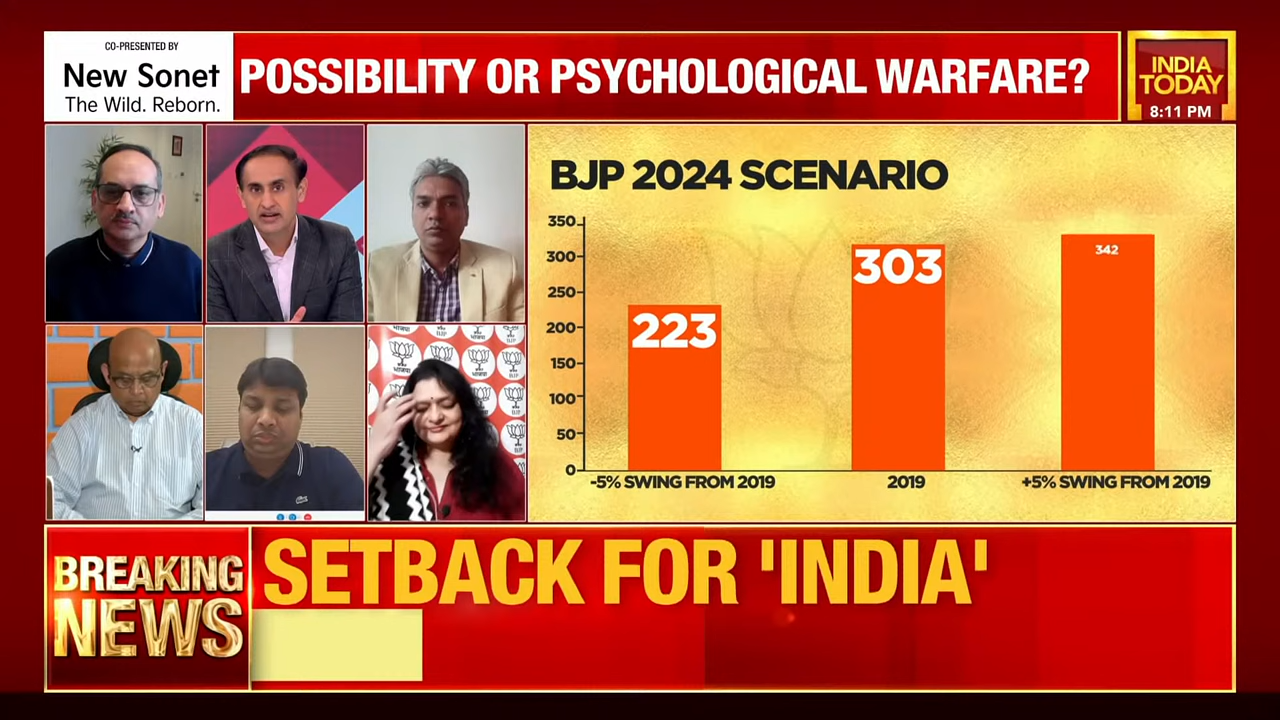 CO-PRESENTED BY
New Sonet
The Wild. Reborn.
POSSIBILITY OR PSYCHOLOGICAL WARFARE?
INDIA
TODAY
8:11 PM
BJP 2024 SCENARIO
350
300
250
200
150
100
50
0
223
303
342
-5% SWING FROM 2019
2019
+5% SWING FROM 2019
भाजपा
BJP
BREAKING
NEWS
SETBACK FOR 'INDIA'